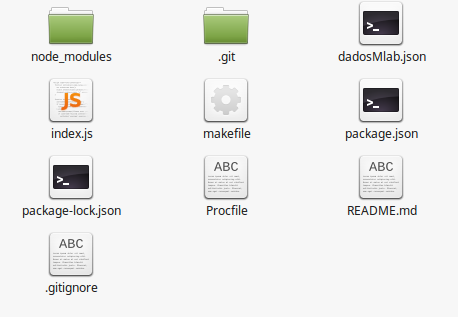 node_modules
.git
dadosMlab.json
JS
index.js
makefile
package.json
>_
package-lock.json
ABC
Procfile
ABC
README.md
ABC
.gitignore